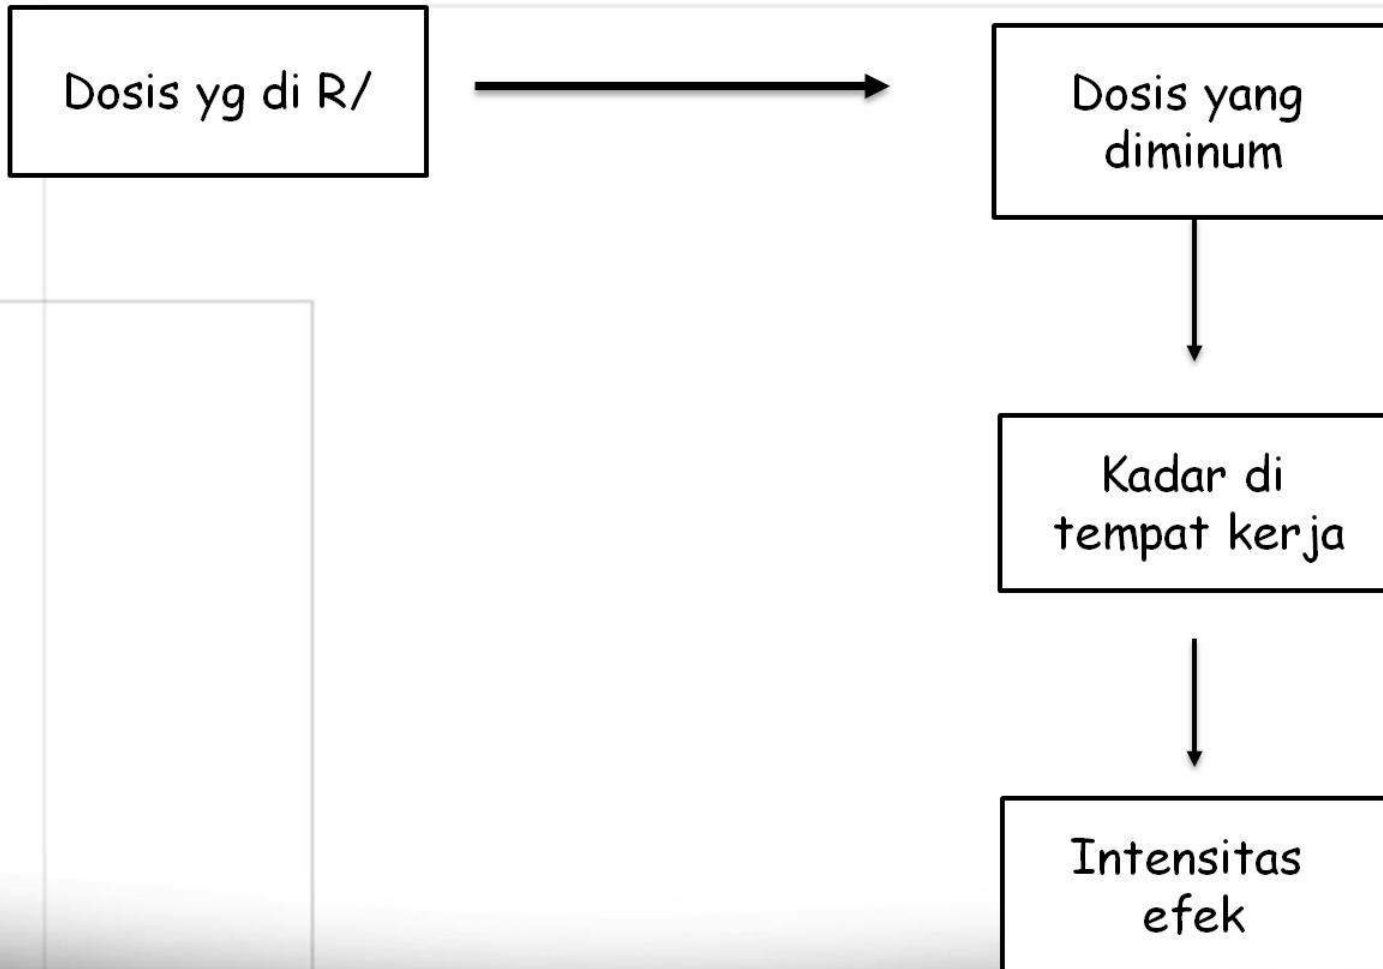 Dosis yg di R/
Dosis yang
diminum
Kadar di
tempat kerja
Intensitas
efek